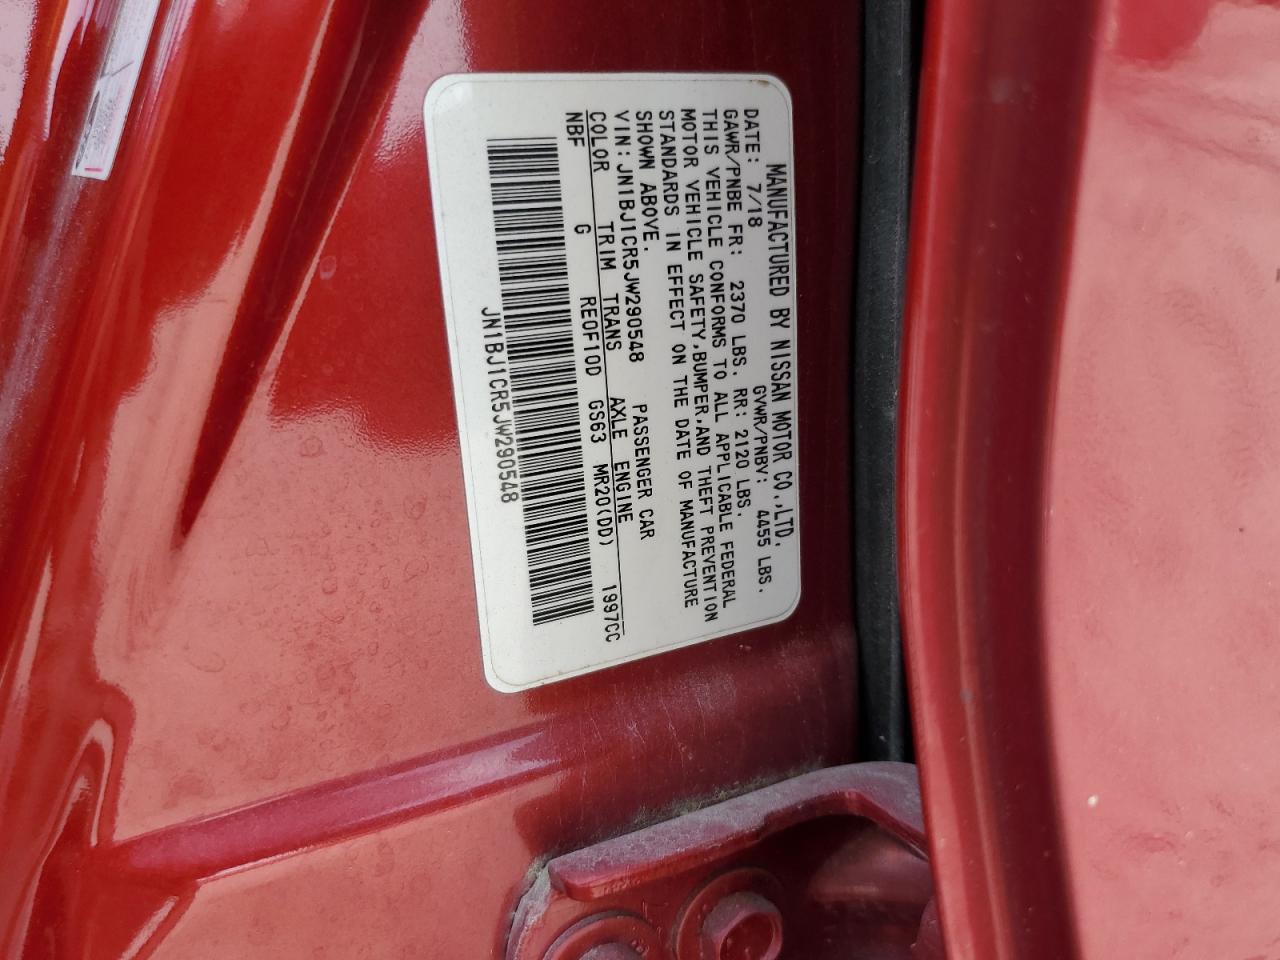 MANUFACTURED BY NISSAN MOTOR CO.,LTD.
DATE: 7/18 GVWR/PNBV: 4455 LBS.
GAWR/PNBE FR: 2370 LBS. RR: 2120 LBS.
THIS VEHICLE CONFORMS TO ALL APPLICABLE FEDERAL
MOTOR VEHICLE SAFETY,BUMPER,AND THEFT PREVENTION
STANDARDS IN EFFECT ON THE DATE OF MANUFACTURE
SHOWN ABOVE.
VIN: JN1BJ1CR5JW290548 PASSENGER CAR
COLOR TRIM TRANS AXLE ENGINE
NBF G RE0F10D GS63 MR20(DD) 1997CC
JN1BJ1CR5JW290548